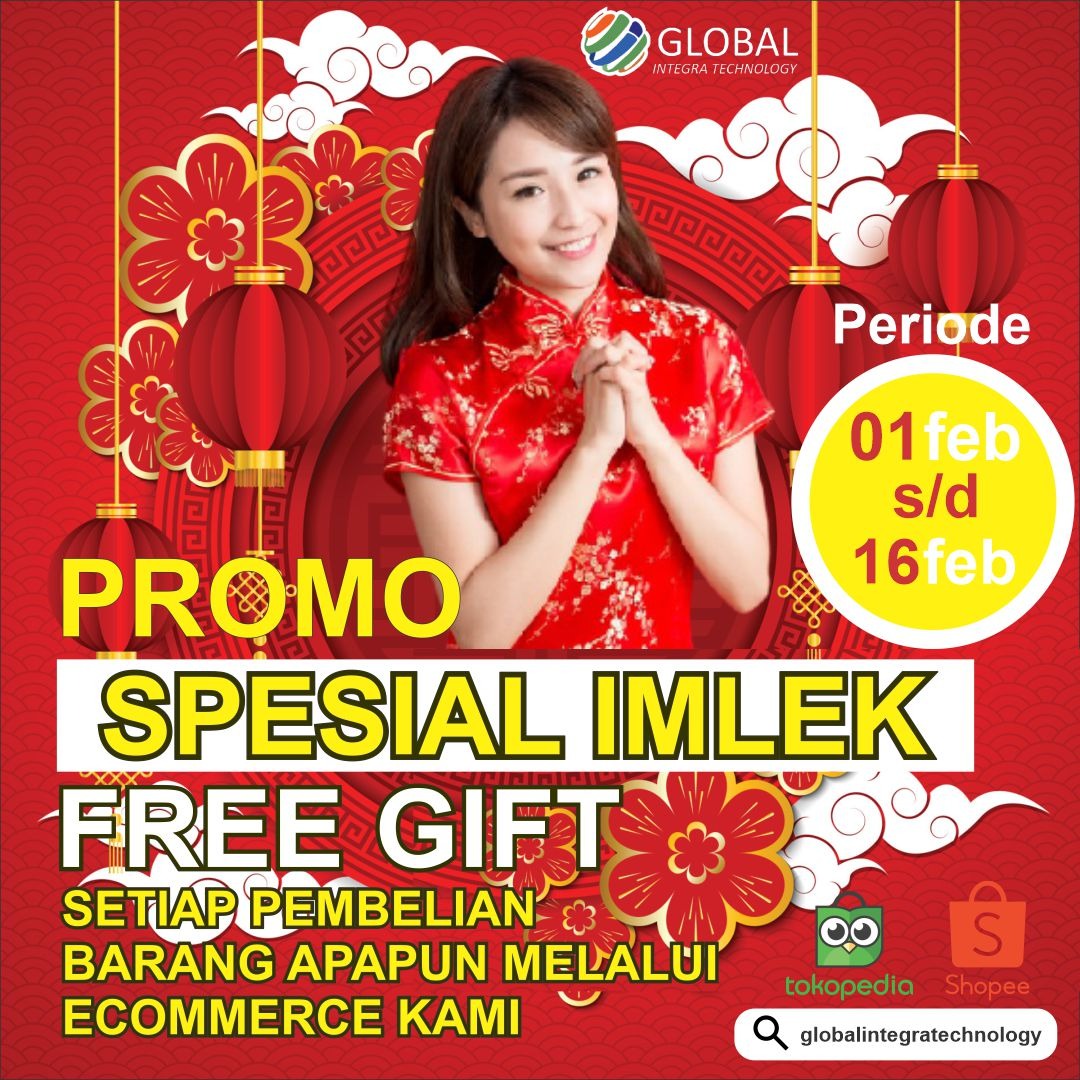 GLOBAL
INTEGRA TECHNOLOGY
Periode
01feb
s/d
16feb
PROMO
SPESIAL IMLEK
FREE GIFT
SETIAP PEMBELIAN
BARANG APAPUN MELALUI
ECOMMERCE KAMI
tokopedia
S
Shopee
globalintegratechnology